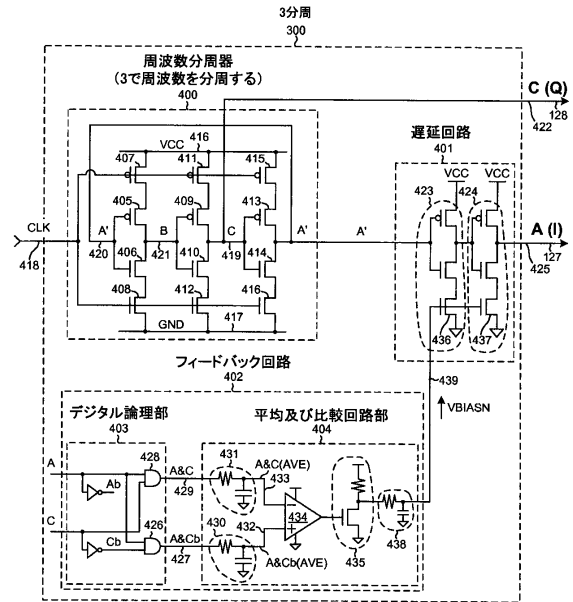 3分周
300
周波数分周器
(3で周波数を分周する)
400
C (Q)
128
422
遅延回路
401
VCC 416
407
411
415
VCC
VCC
423
424
405
409
413
A (I)
127
425
CLK
418
A'
420
B
421
C
419
A'
A'
406
410
414
408
412
416
GND
417
436
437
439
VBIASN
フィードバック回路
402
デジタル論理部
403
平均及び比較回路部
404
A
Ab
428
A&C
429
431
A&C(AVE)
433
434
C
Cb
426
A&Cb
427
430
432
A&Cb(AVE)
435
438